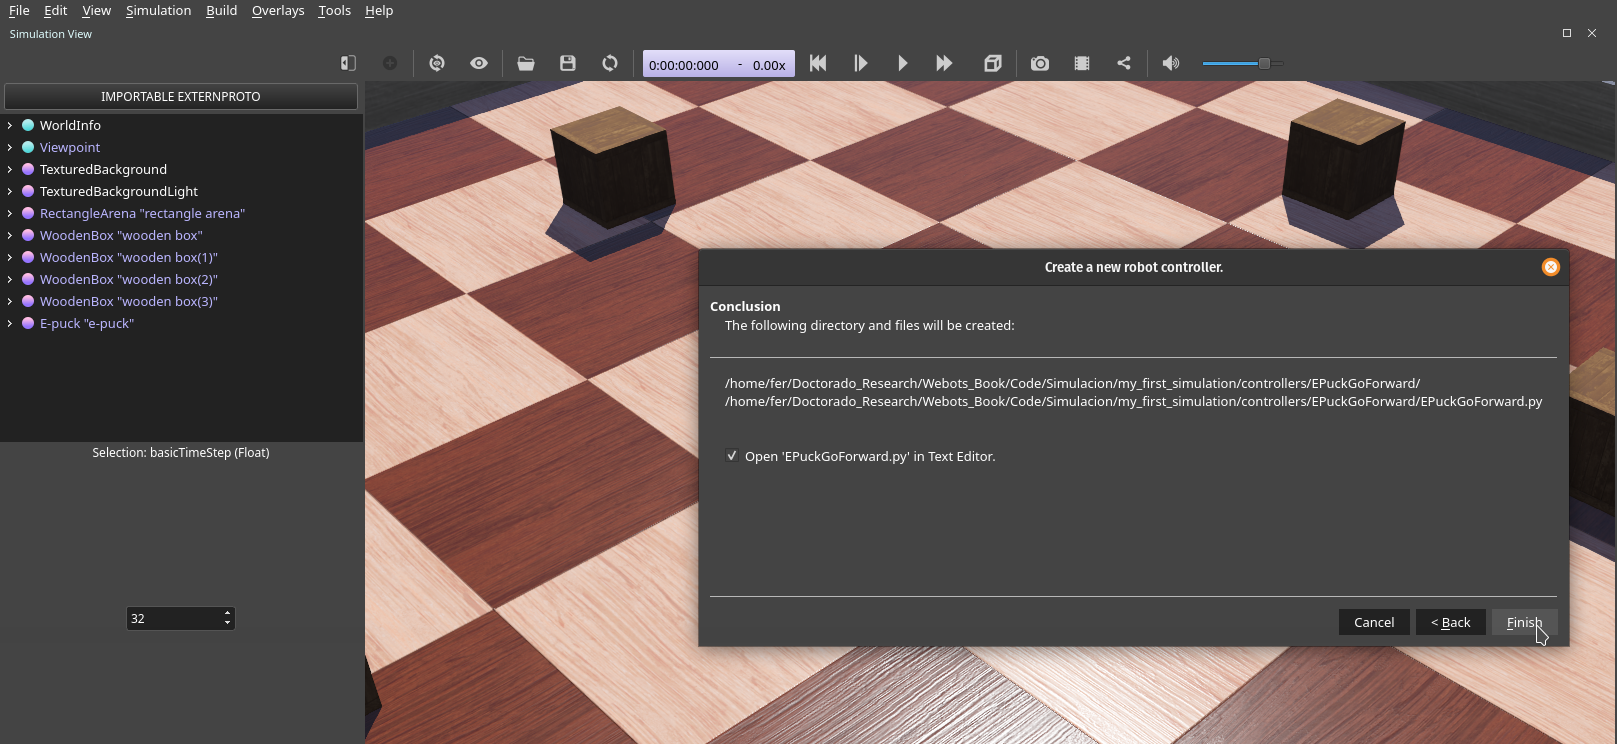 File Edit View Simulation Build Overlays Tools Help
Simulation View
0:00:00:000 - 0.00x
IMPORTABLE EXTERNPROTO
WorldInfo
Viewpoint
TexturedBackground
TexturedBackgroundLight
RectangleArena "rectangle arena"
WoodenBox "wooden box"
WoodenBox "wooden box(1)"
WoodenBox "wooden box(2)"
WoodenBox "wooden box(3)"
E-puck "e-puck"
Selection: basicTimeStep (Float)
32
Create a new robot controller.
Conclusion
The following directory and files will be created:
/home/fer/Doctorado_Research/Webots_Book/Code/Simulacion/my_first_simulation/controllers/EPuckGoForward/
/home/fer/Doctorado_Research/Webots_Book/Code/Simulacion/my_first_simulation/controllers/EPuckGoForward/EPuckGoForward.py
Open 'EPuckGoForward.py' in Text Editor.
Cancel < Back Finish